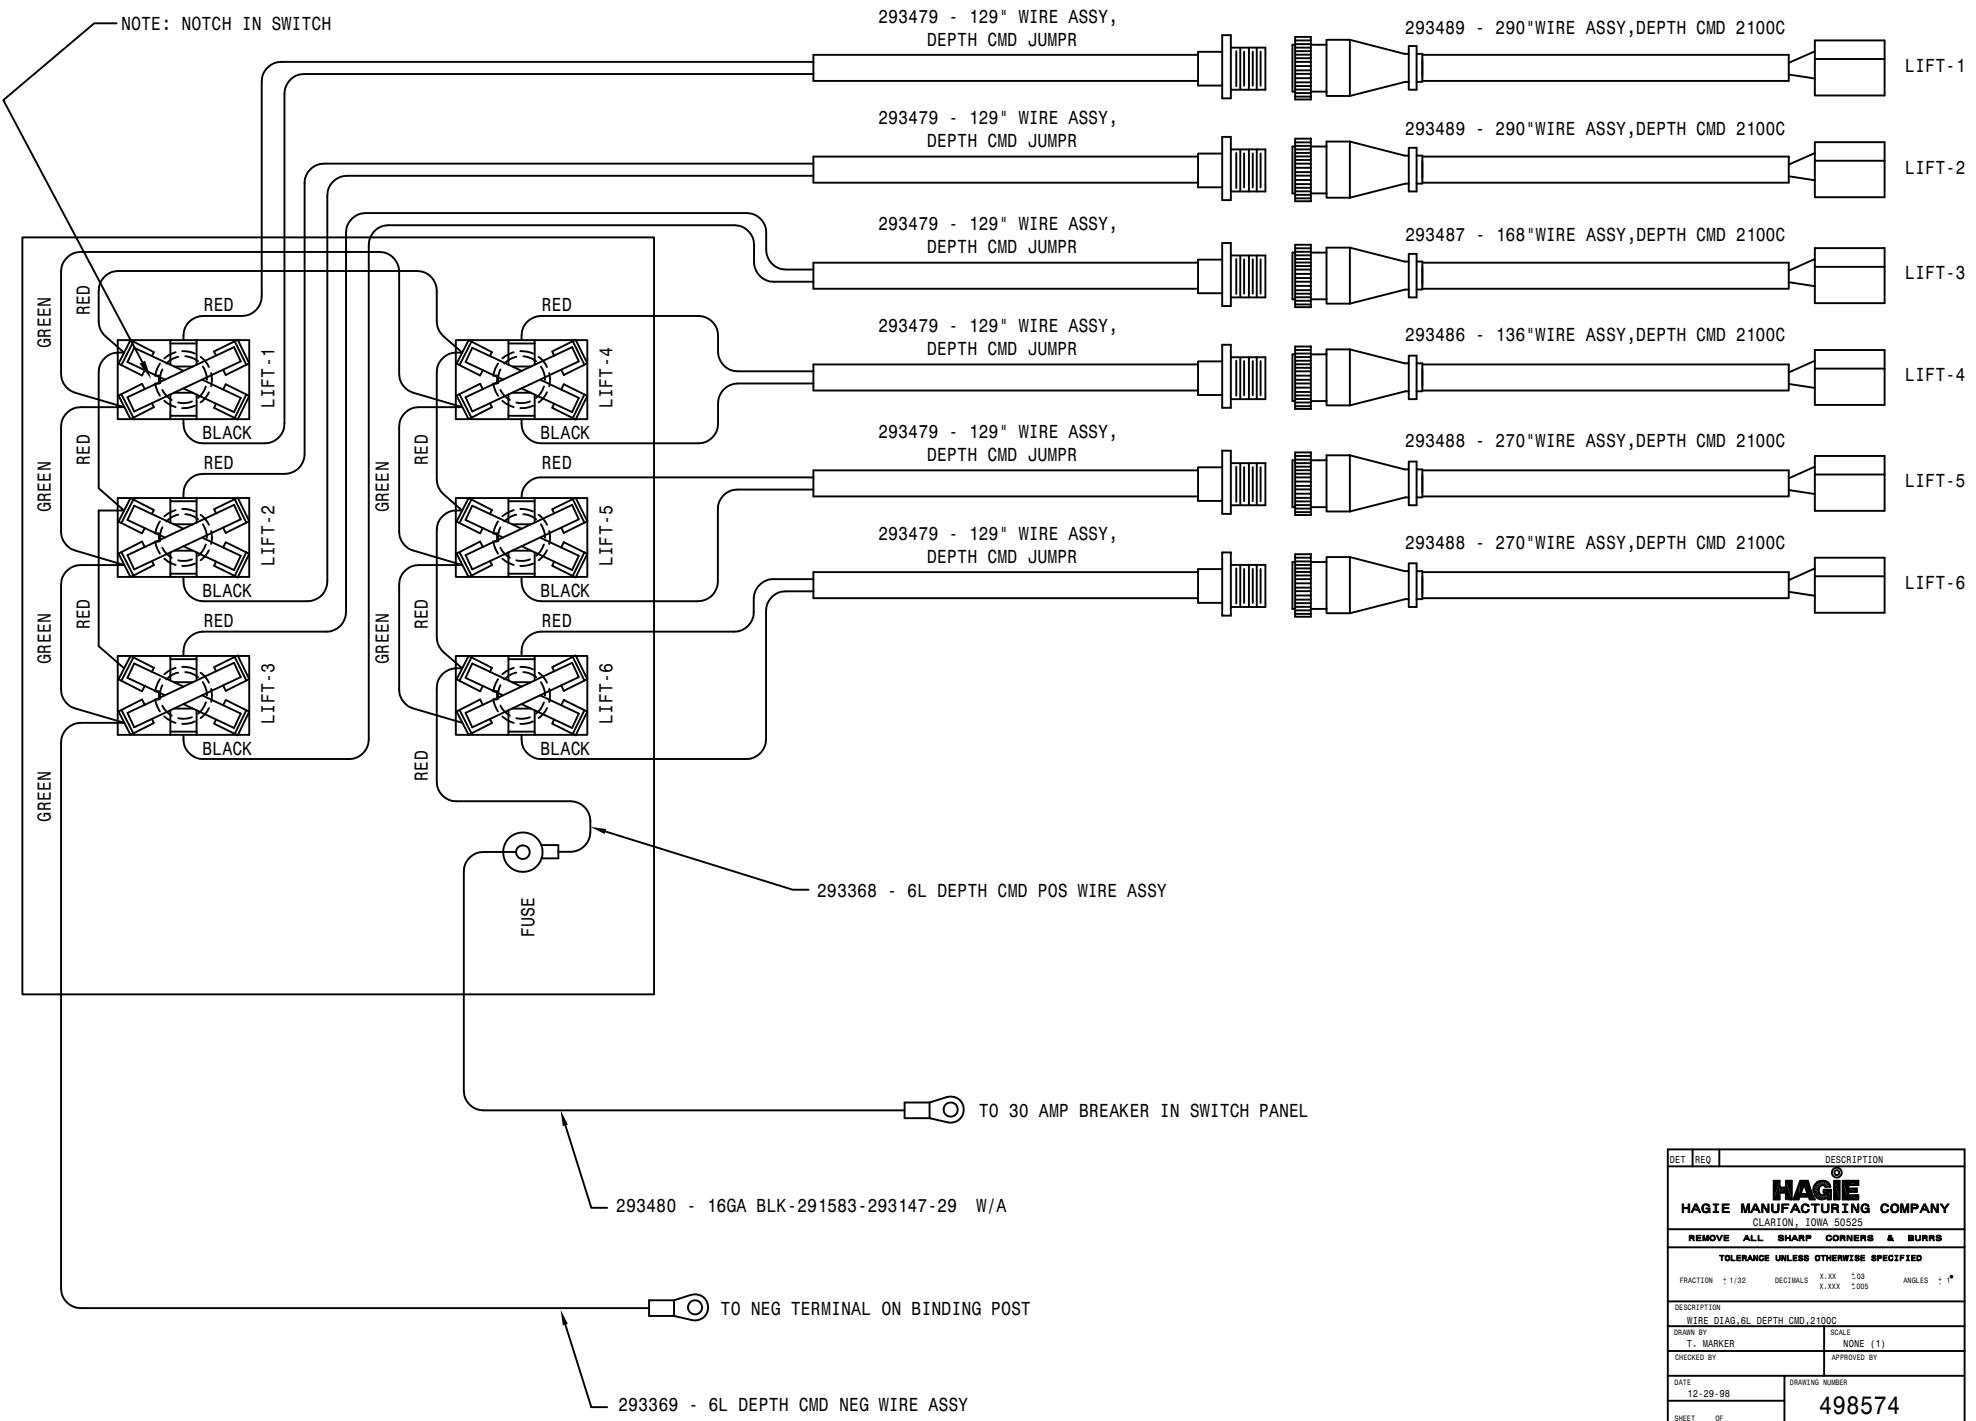 NOTE: NOTCH IN SWITCH
293479 - 129" WIRE ASSY,
DEPTH CMD JUMPR
293489 - 290"WIRE ASSY,DEPTH CMD 2100C
LIFT-1
293479 - 129" WIRE ASSY,
DEPTH CMD JUMPR
293489 - 290"WIRE ASSY,DEPTH CMD 2100C
LIFT-2
293479 - 129" WIRE ASSY,
DEPTH CMD JUMPR
293487 - 168"WIRE ASSY,DEPTH CMD 2100C
LIFT-3
293479 - 129" WIRE ASSY,
DEPTH CMD JUMPR
293486 - 136"WIRE ASSY,DEPTH CMD 2100C
LIFT-4
293479 - 129" WIRE ASSY,
DEPTH CMD JUMPR
293488 - 270"WIRE ASSY,DEPTH CMD 2100C
LIFT-5
293479 - 129" WIRE ASSY,
DEPTH CMD JUMPR
293488 - 270"WIRE ASSY,DEPTH CMD 2100C
LIFT-6
GREEN
RED
RED
LIFT-1
BLACK
GREEN
RED
RED
LIFT-2
BLACK
GREEN
RED
RED
LIFT-3
BLACK
GREEN
RED
LIFT-4
BLACK
GREEN
RED
RED
LIFT-5
BLACK
GREEN
RED
RED
LIFT-6
BLACK
RED
FUSE
293368 - 6L DEPTH CMD POS WIRE ASSY
TO 30 AMP BREAKER IN SWITCH PANEL
293480 - 16GA BLK-291583-293147-29 W/A
TO NEG TERMINAL ON BINDING POST
293369 - 6L DEPTH CMD NEG WIRE ASSY
DET REQ DESCRIPTION
HAGIE
HAGIE MANUFACTURING COMPANY
CLARION, IOWA 50525
REMOVE ALL SHARP CORNERS & BURRS
TOLERANCE UNLESS OTHERWISE SPECIFIED
FRACTION ± 1/32 DECIMALS X.XX ±.03 ANGLES ± 1°
X.XXX ±.005
DESCRIPTION
WIRE DIAG,6L DEPTH CMD,2100C
DRAWN BY
T. MARKER
SCALE
NONE (1)
CHECKED BY
APPROVED BY
DATE
12-29-98
DRAWING NUMBER
498574
SHEET OF